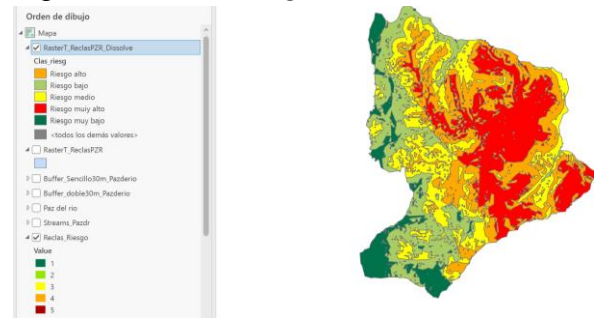 Orden de dibujo
Mapa
RasterT_ReclasPZR_Dissolve
Clas_riesg
Riesgo alto
Riesgo bajo
Riesgo medio
Riesgo muiy alto
Riesgo muy bajo
<todos los demás valores>
RasterT_ReclasPZR
Buffer_Sencillo30m_Pazderio
Buffer_doble30m_Pazderio
Paz del rio
Streams_Pazdr
Reclas_Riesgo
Value
1
2
3
4
5